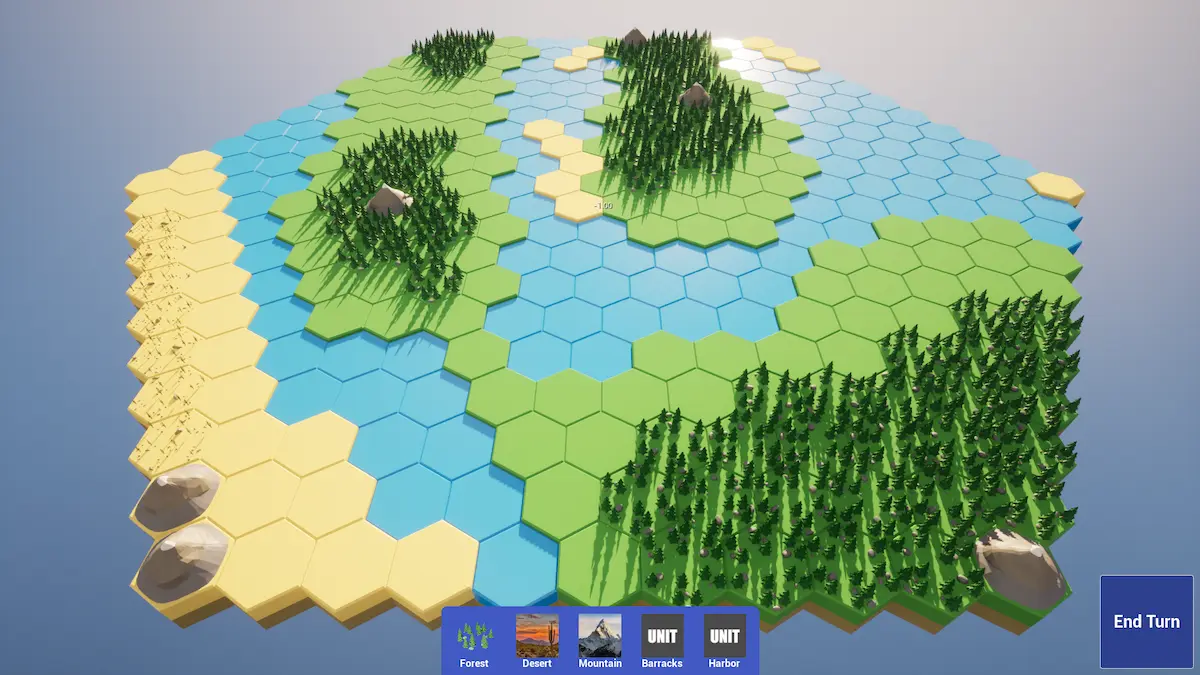 -1.00
UNIT
UNIT
Forest
Desert
Mountain
Barracks
Harbor
End Turn